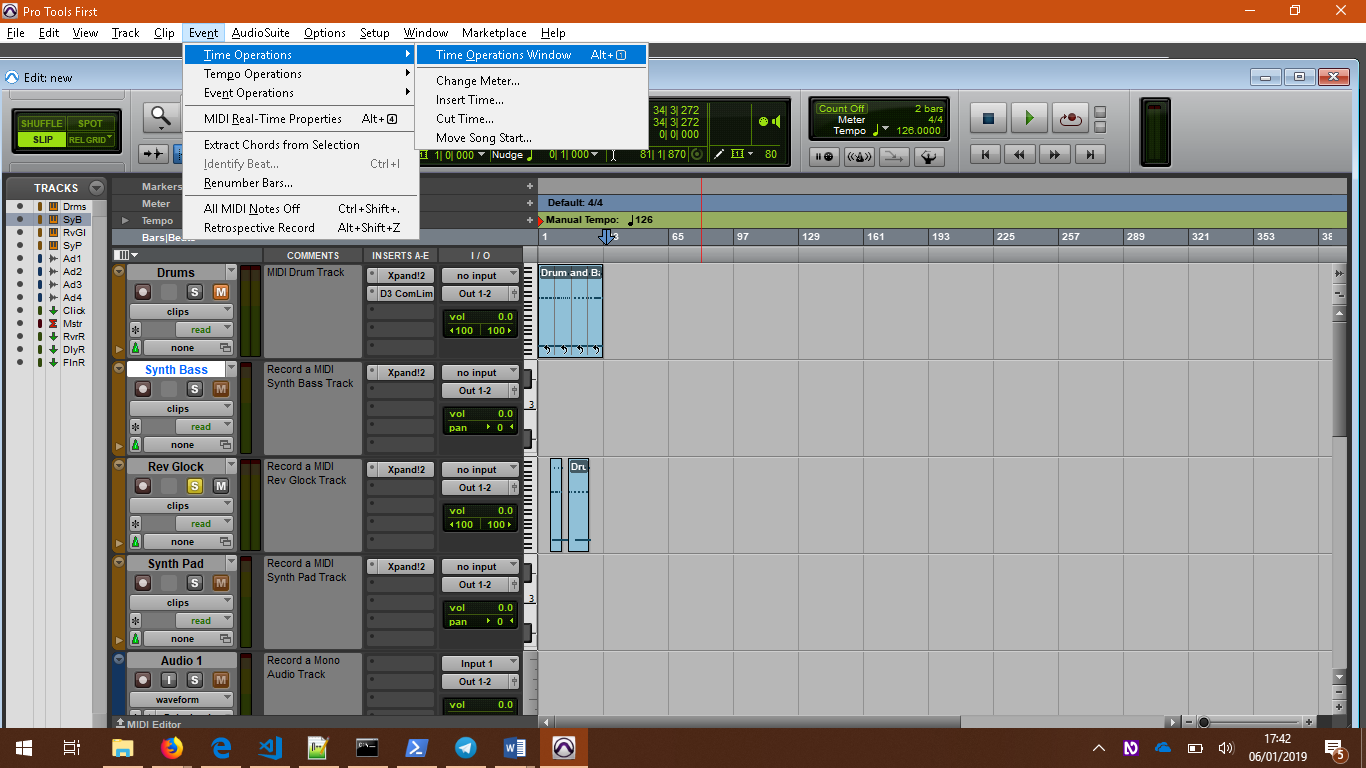 Pro Tools First
File Edit View Track Clip Event AudioSuite Options Setup Window Marketplace Help
Time Operations
Tempo Operations
Event Operations
MIDI Real-Time Properties Alt+4
Extract Chords from Selection
Identify Beat... Ctrl+I
Renumber Bars...
All MIDI Notes Off Ctrl+Shift+.
Retrospective Record Alt+Shift+Z
Time Operations Window Alt+1
Change Meter...
Insert Time...
Cut Time...
Move Song Start...
Edit: new
SHUFFLE SPOT
SLIP REL GRID
34| 3| 272
34| 3| 272
0| 0| 000
1| 0| 000 Nudge 0| 1| 000 81| 1| 870 80
Count Off 2 bars
Meter 4/4
Tempo 126.0000
TRACKS
Drms
SyB
RvGl
SyP
Ad1
Ad2
Ad3
Ad4
Click
Mstr
RvrR
DlyR
FlnR
Markers
Meter Default: 4/4
Tempo Manual Tempo: 126
Bars|Beats 1 3 65 97 129 161 193 225 257 289 321 353 38
COMMENTS INSERTS A-E I / O
Drums MIDI Drum Track Xpand!2 no input Drum and Ba
S M D3 ComLim Out 1-2
clips vol 0.0
read 100 100
none
Synth Bass Record a MIDI Xpand!2 no input
Synth Bass Track
S M Out 1-2
clips vol 0.0 3
read pan 0
none
Rev Glock Record a MIDI Xpand!2 no input Dru
Rev Glock Track
S M Out 1-2
clips vol 0.0
read 100 100
none
Synth Pad Record a MIDI Xpand!2 no input
Synth Pad Track
S M Out 1-2
clips vol 0.0 3
read pan 0
none
Audio 1 Record a Mono Input 1
Audio Track
I S M Out 1-2
waveform vol 0.0
MIDI Editor
17:42
06/01/2019
5